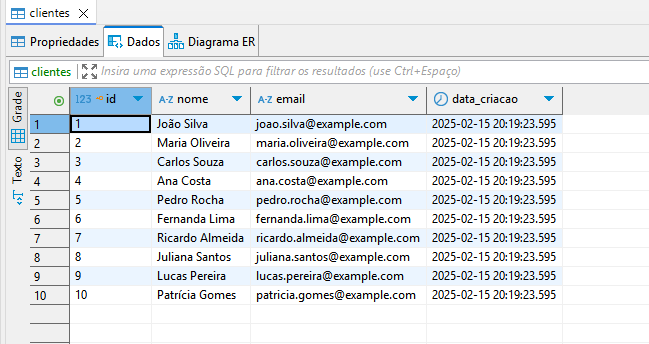 clientes
Propriedades Dados Diagrama ER
clientes Insira uma expressão SQL para filtrar os resultados (use Ctrl+Espaço)
Grade
Texto
123 id A-Z nome A-Z email data_criacao
1 1 João Silva joao.silva@example.com 2025-02-15 20:19:23.595
2 2 Maria Oliveira maria.oliveira@example.com 2025-02-15 20:19:23.595
3 3 Carlos Souza carlos.souza@example.com 2025-02-15 20:19:23.595
4 4 Ana Costa ana.costa@example.com 2025-02-15 20:19:23.595
5 5 Pedro Rocha pedro.rocha@example.com 2025-02-15 20:19:23.595
6 6 Fernanda Lima fernanda.lima@example.com 2025-02-15 20:19:23.595
7 7 Ricardo Almeida ricardo.almeida@example.com 2025-02-15 20:19:23.595
8 8 Juliana Santos juliana.santos@example.com 2025-02-15 20:19:23.595
9 9 Lucas Pereira lucas.pereira@example.com 2025-02-15 20:19:23.595
10 10 Patrícia Gomes patricia.gomes@example.com 2025-02-15 20:19:23.595